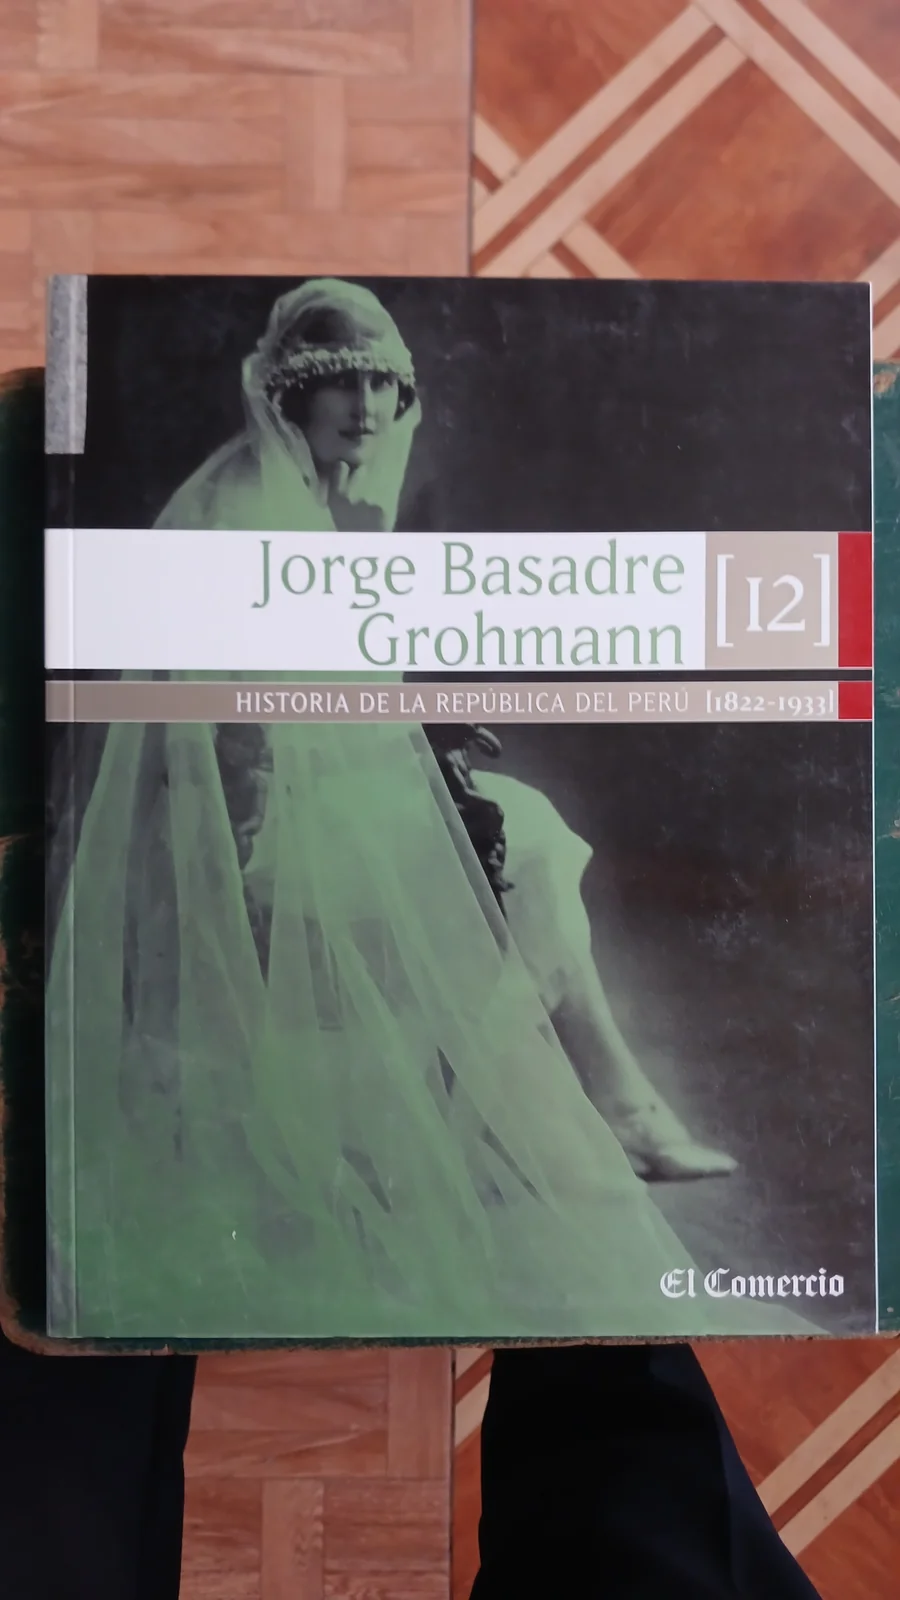 Jorge Basadre
Grohmann
[12]
HISTORIA DE LA REPÚBLICA DEL PERÚ [1822-1933]
El Comercio